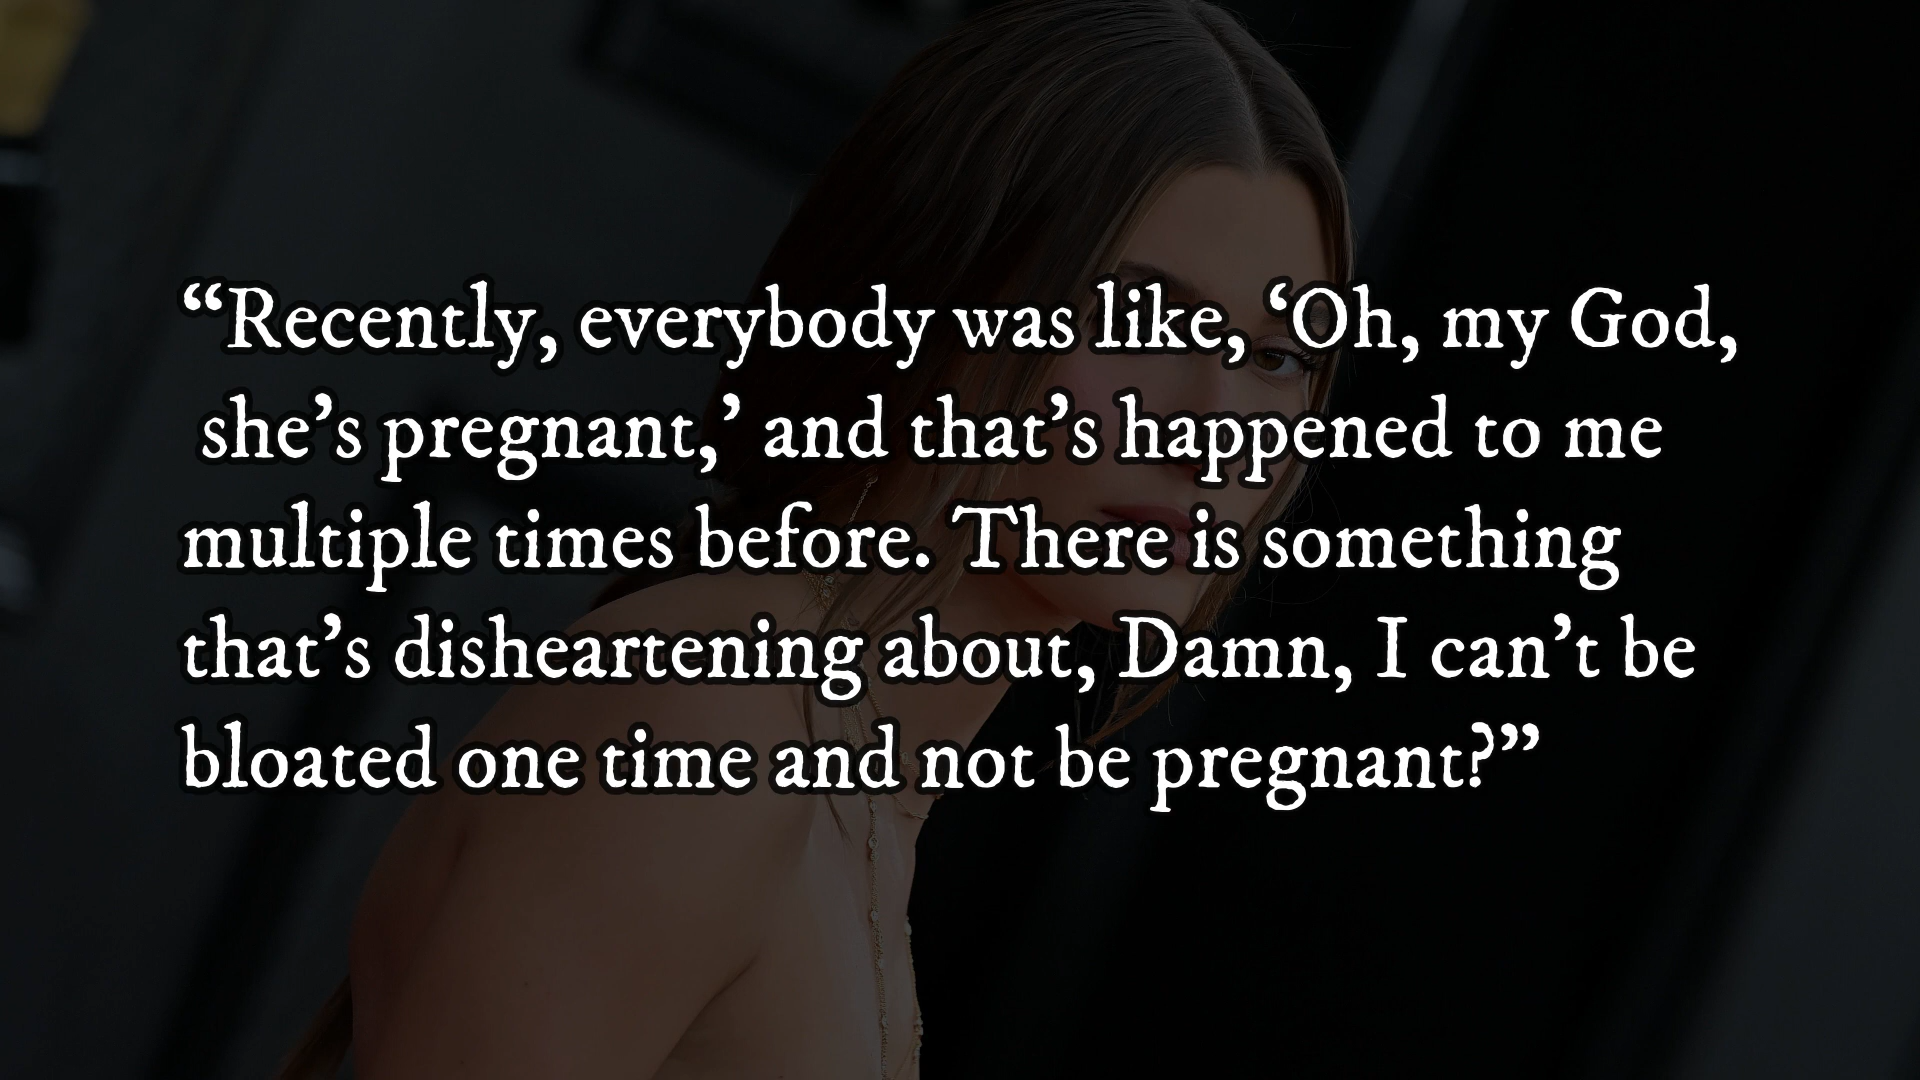 “Recently, everybody was like, ‘Oh, my God,
she’s pregnant,’ and that’s happened to me
multiple times before. There is something
that’s disheartening about, Damn, I can’t be
bloated one time and not be pregnant?”